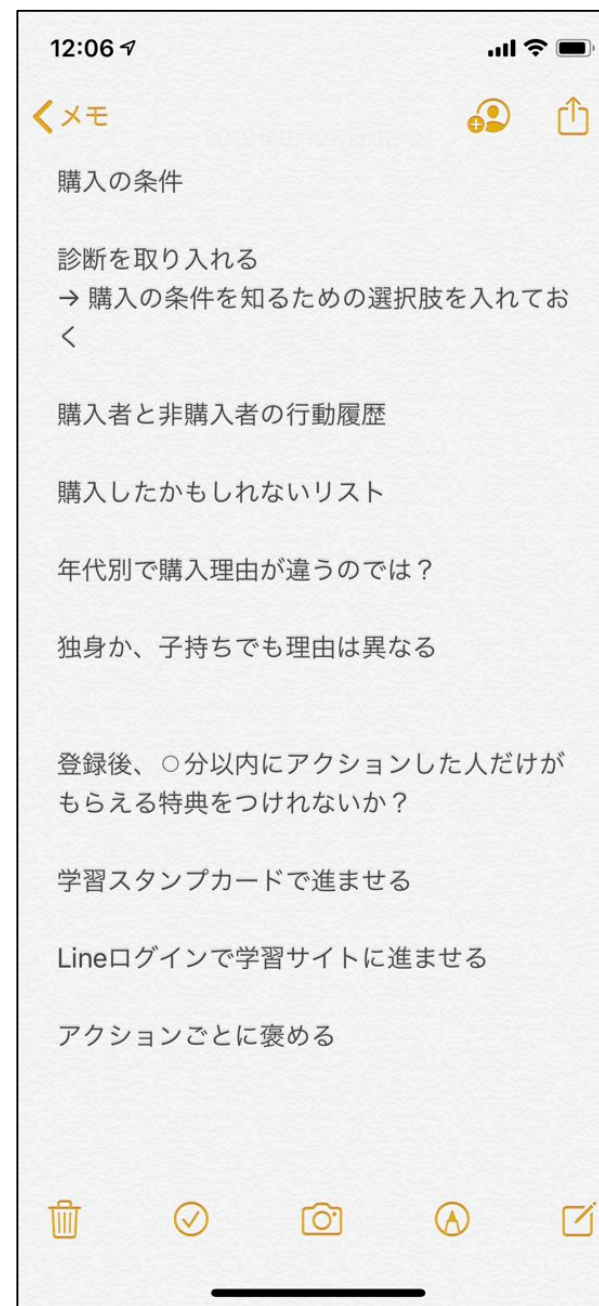 12:06
メモ
購入の条件
診断を取り入れる
→ 購入の条件を知るための選択肢を入れてお
く
購入者と非購入者の行動履歴
購入したかもしれないリスト
年代別で購入理由が違うのでは？
独身か、子持ちでも理由は異なる
登録後、○分以内にアクションした人だけが
もらえる特典をつけれないか？
学習スタンプカードで進ませる
Lineログインで学習サイトに進ませる
アクションごとに褒める